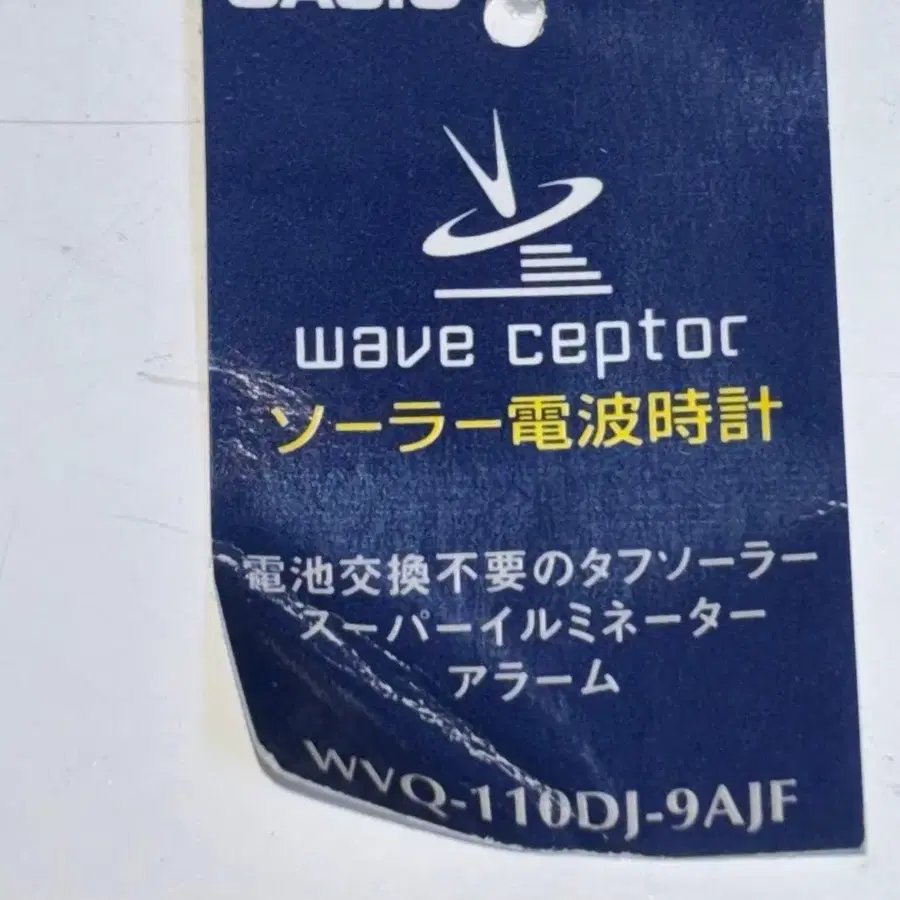 CASIO
wave ceptor
ソーラー電波時計
電池交換不要のタフソーラー
スーパーイルミネーター
アラーム
WVQ-110DJ-9AJF